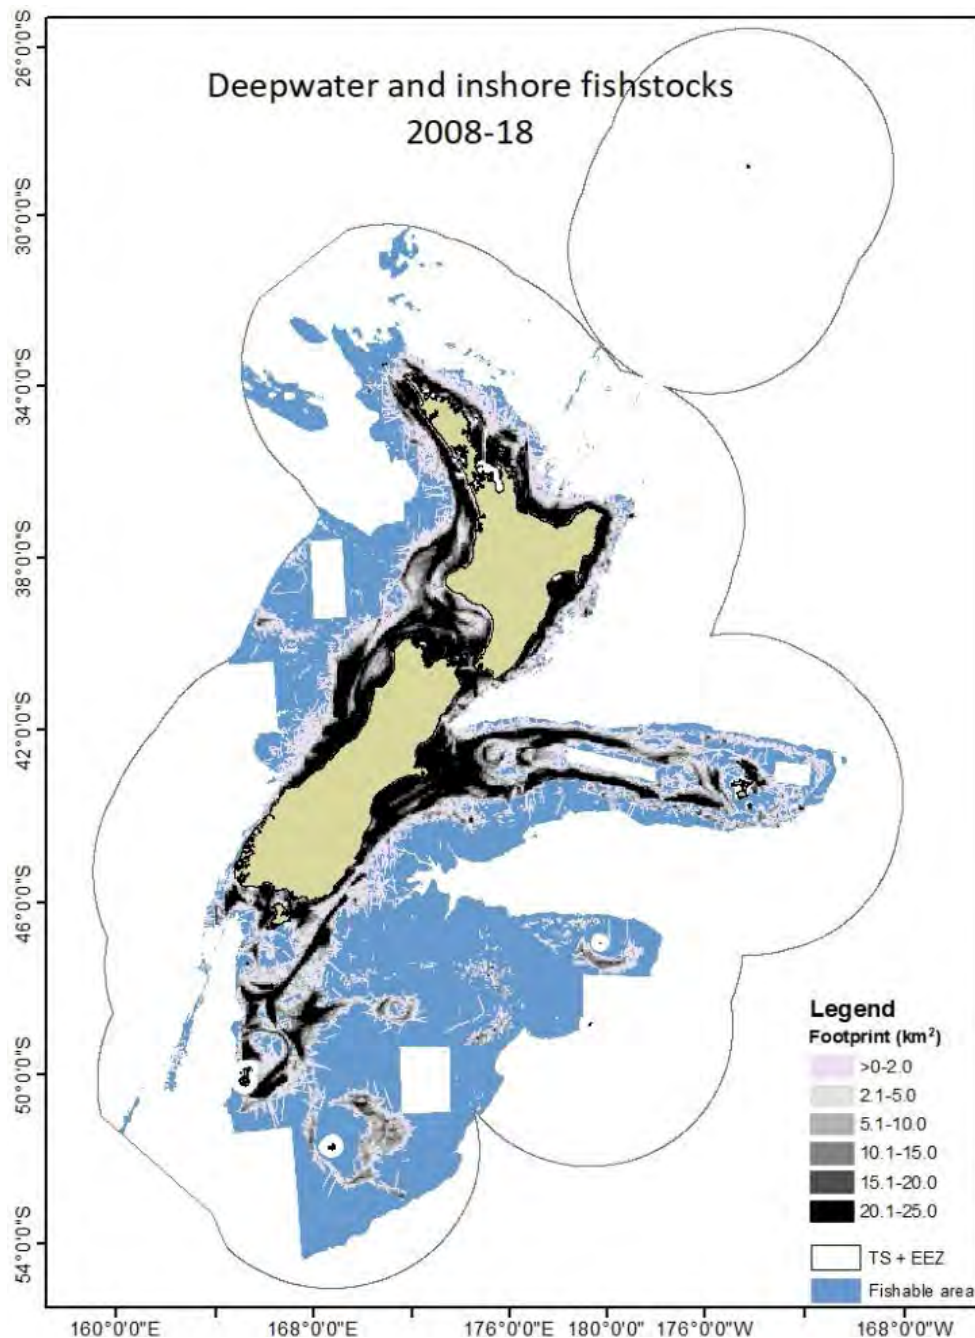 Deepwater and inshore fishstocks
2008-18
26°0'0"S
30°0'0"S
34°0'0"S
38°0'0"S
42°0'0"S
46°0'0"S
50°0'0"S
54°0'0"S
Legend
Footprint (km²)
>0-2.0
2.1-5.0
5.1-10.0
10.1-15.0
15.1-20.0
20.1-25.0
TS + EEZ
Fishable area
160°0'0"E
168°0'0"E
176°0'0"E
180°0'0"
176°0'0"W
168°0'0"W